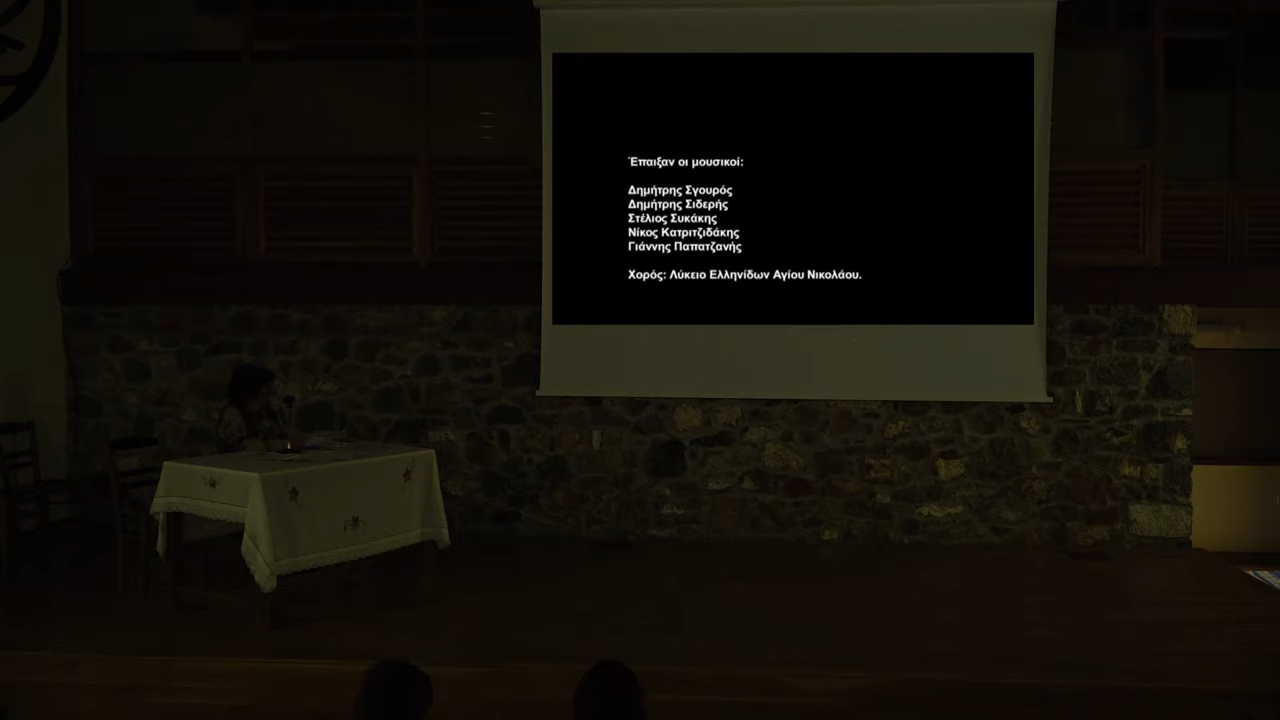 Έπαιξαν οι μουσικοί:
Δημήτρης Σγουρός
Δημήτρης Σιδερής
Στέλιος Συκάκης
Νίκος Κατριτζιδάκης
Γιάννης Παπατζανής
Χορός: Λύκειο Ελληνίδων Αγίου Νικολάου.